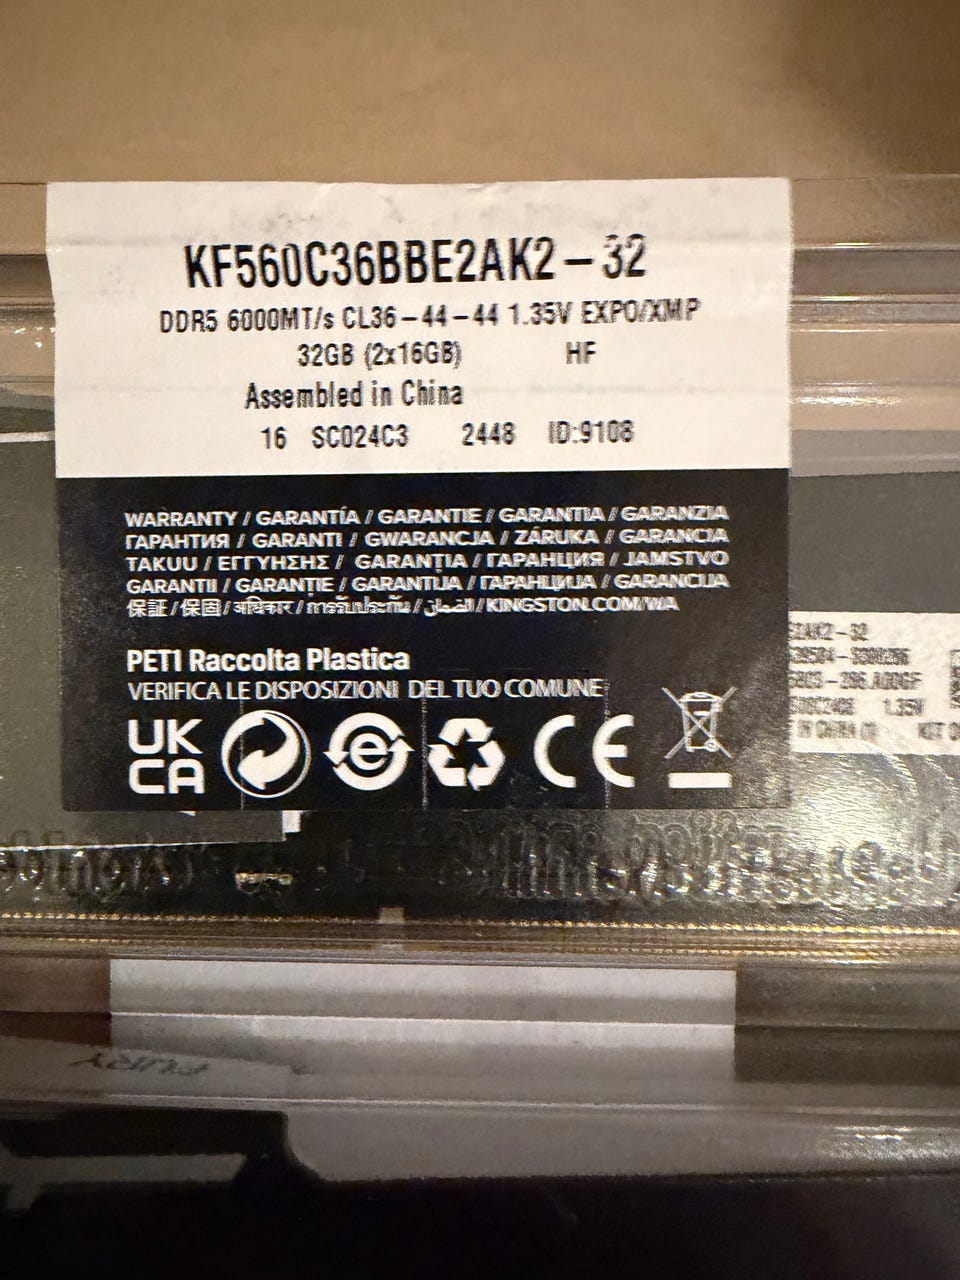 KF560C36BBE2AK2-32
DDR5 6000MT/s CL36-44-44 1.35V EXPO/XMP
32GB (2x16GB) HF
Assembled in China
16 SC024C3 2448 ID:9108
WARRANTY / GARANTÍA / GARANTIE / GARANTIA / GARANZIA
ГАРАНТИЯ / GARANTI / GWARANCJA / ZÁRUKA / GARANCIA
TAKUU / ΕΓΓΥΗΣΗΣ / GARANȚIA / ГАРАНЦИЯ / JAMSTVO
GARANTII / GARANTIE / GARANTIJA / ГАРАНЦИЈА / GARANCIJA
保証 / 保固 / การรับประกัน / الضمان / KINGSTON.COM/WA
PET1 Raccolta Plastica
VERIFICA LE DISPOSIZIONI DEL TUO COMUNE
UK
CA
CE
2AK2-32
1.35V